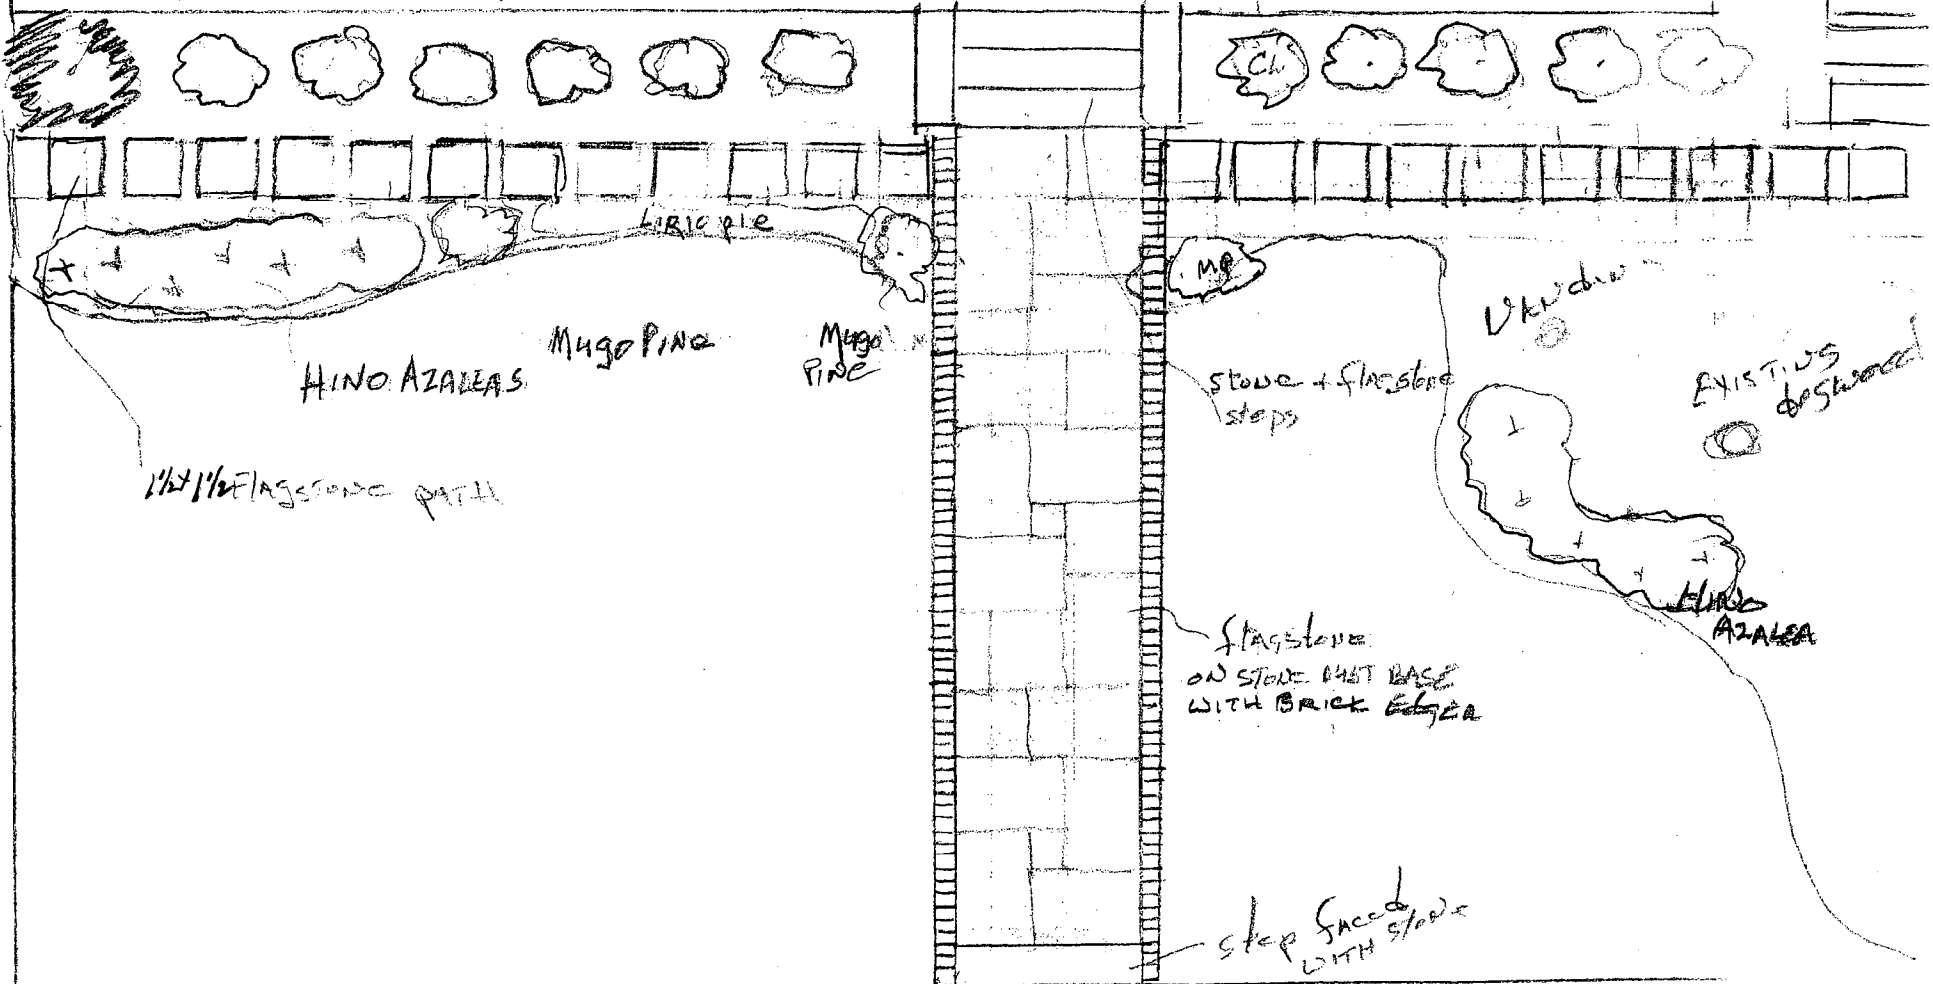 Ch
LIRIOPIE
MP
MUGO PINE
MUGO
PINE
HINO AZALEAS
EXISTING
dogwood
stone + flagstone
steps
1½x1½ Flagstone PATH
HINO
AZALEA
flagstone
ON STONE DUST BASE
WITH BRICK EdgER
step faced
WITH STONE